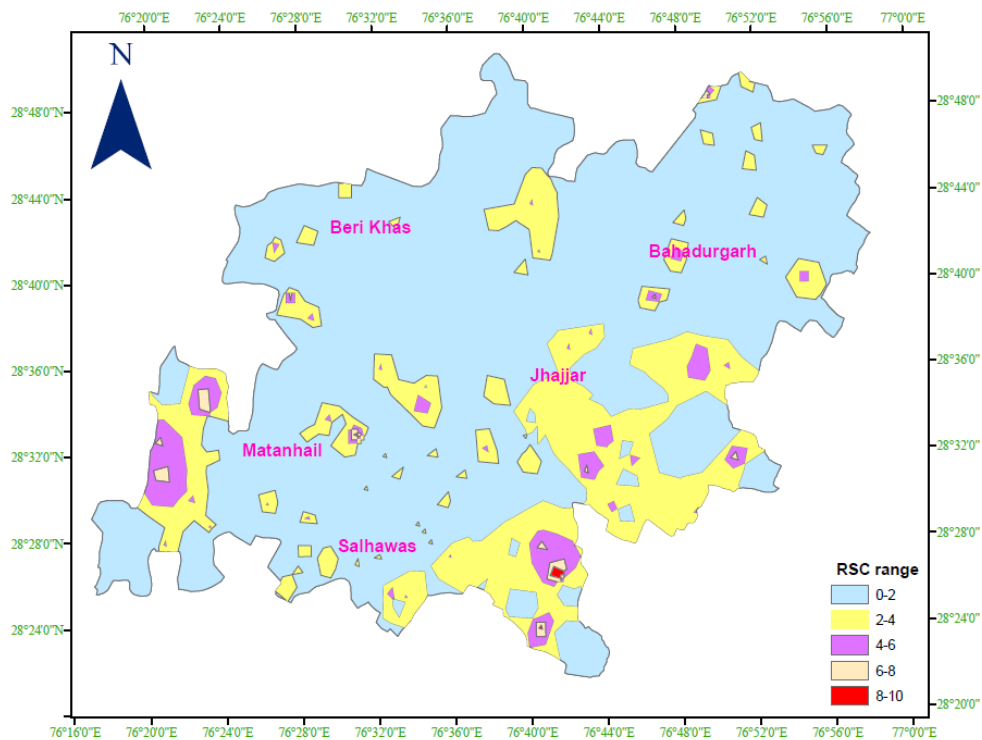 76°20'0"E 76°28'0"E 76°32'0"E 76°36'0"E 76°40'0"E 76°44'0"E 76°48'0"E 76°52'0"E 76°56'0"E 77°0'0"E
N
28°48'0"N
28°48'0"N
28°44'0"N
28°44'0"N
Beri Khas
Bahadurgarh
28°40'0"N
28°40'0"N
28°36'0"N
28°36'0"N
Jhajjar
28°32'0"N
Matanhail
28°32'0"N
28°28'0"N
Salhawas
28°28'0"N
RSC range
0-2
2-4
28°24'0"N
28°24'0"N
4-6
6-8
8-10
28°20'0"N
76°16'0"E 76°20'0"E 76°24'0"E 76°28'0"E 76°32'0"E 76°36'0"E 76°40'0"E 76°44'0"E 76°48'0"E 76°52'0"E 76°56'0"E 77°0'0"E